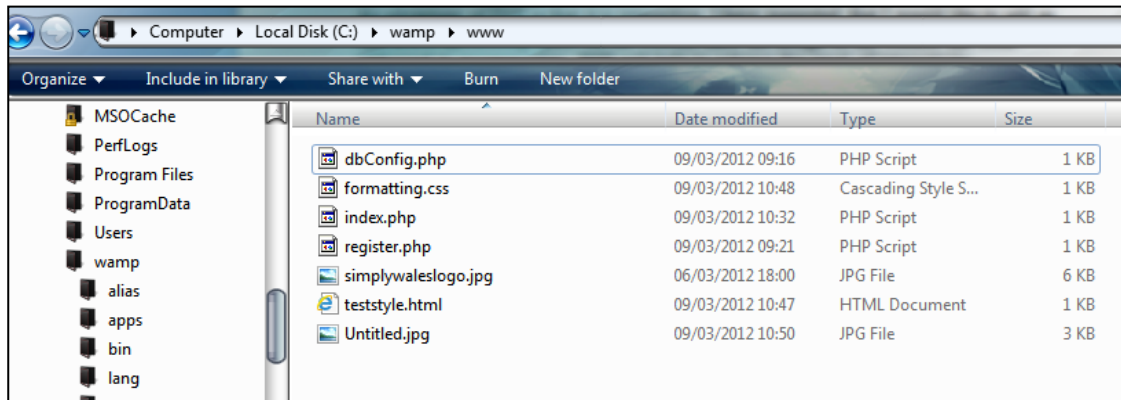 Computer Local Disk (C:) wamp www
Organize Include in library Share with Burn New folder
MSOCache
PerfLogs
Program Files
ProgramData
Users
wamp
alias
apps
bin
lang
Name Date modified Type Size
dbConfig.php 09/03/2012 09:16 PHP Script 1 KB
formatting.css 09/03/2012 10:48 Cascading Style S... 1 KB
index.php 09/03/2012 10:32 PHP Script 1 KB
register.php 09/03/2012 09:21 PHP Script 1 KB
simplywaleslogo.jpg 06/03/2012 18:00 JPG File 6 KB
teststyle.html 09/03/2012 10:47 HTML Document 1 KB
Untitled.jpg 09/03/2012 10:50 JPG File 3 KB